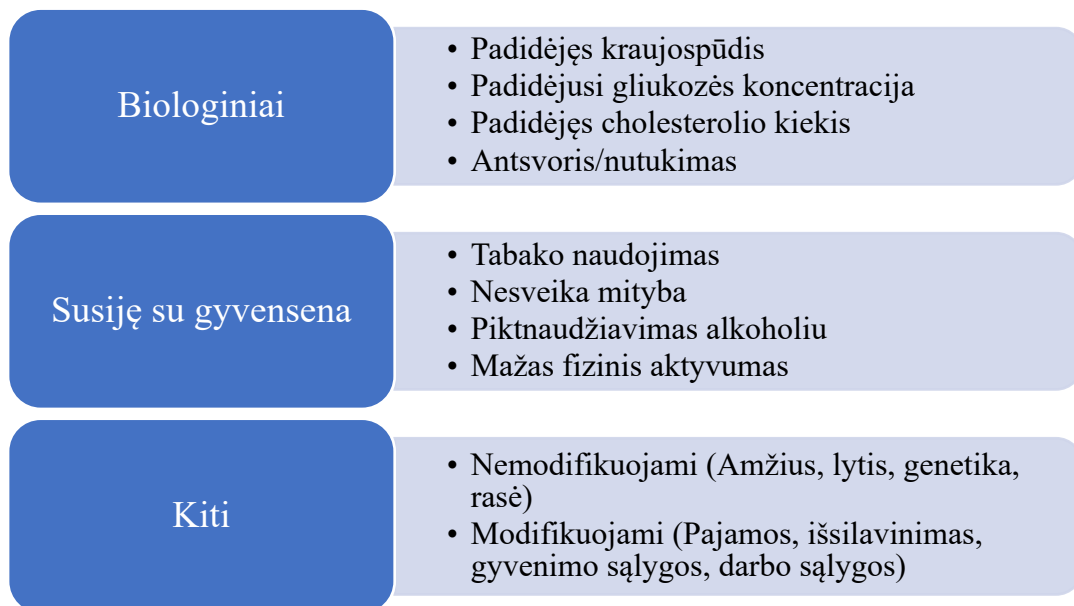 Biologiniai
• Padidėjęs kraujospūdis
• Padidėjusi gliukozės koncentracija
• Padidėjęs cholesterolio kiekis
• Antsvoris/nutukimas
Susiję su gyvensena
• Tabako naudojimas
• Nesveika mityba
• Piktnaudžiavimas alkoholiu
• Mažas fizinis aktyvumas
Kiti
• Nemodifikuojami (Amžius, lytis, genetika,
rasė)
• Modifikuojami (Pajamos, išsilavinimas,
gyvenimo sąlygos, darbo sąlygos)